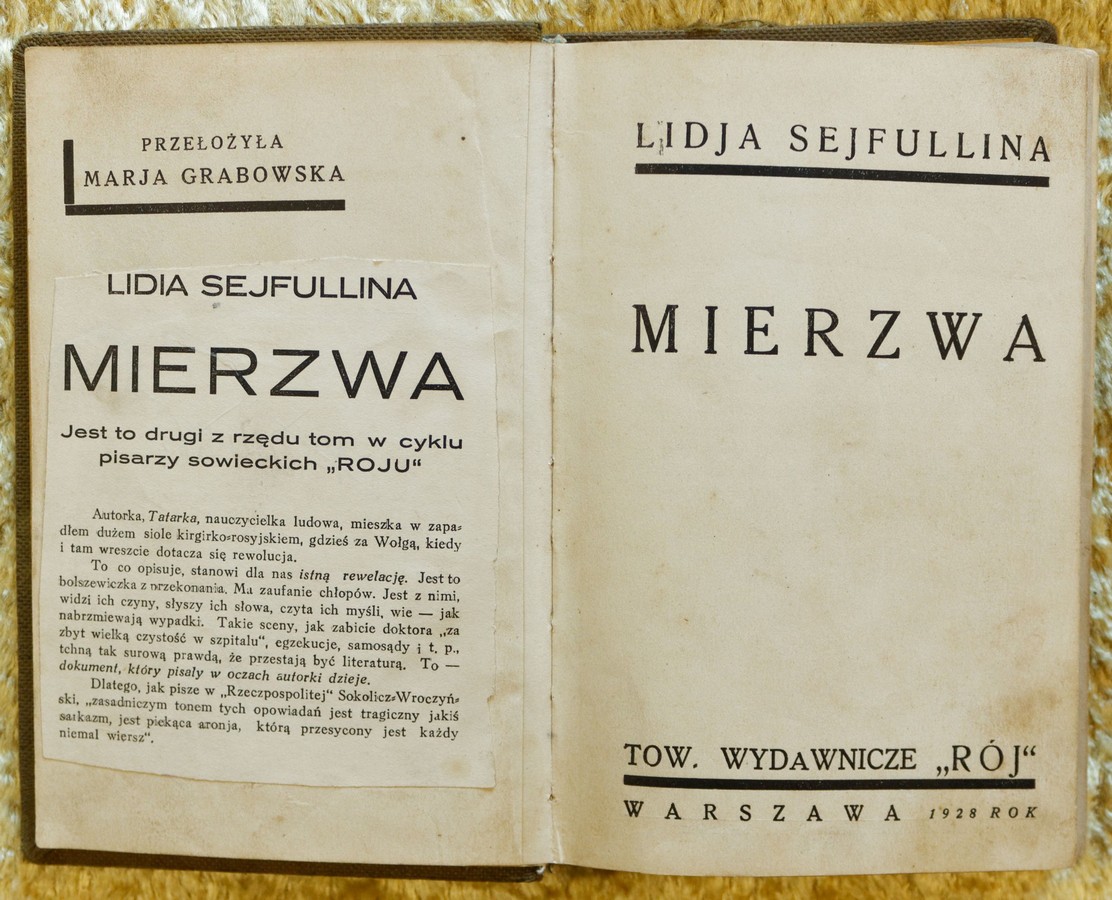 PRZEŁOŻYŁA
MARJA GRABOWSKA
LIDIA SEJFULLINA
MIERZWA
Jest to drugi z rzędu tom w cyklu
pisarzy sowieckich „ROJU“
Autorka, Tatarka, nauczycielka ludowa, mieszka w zapa-
dłem dużem siole kirgirko-rosyjskiem, gdzieś za Wołgą, kiedy
i tam wreszcie dotacza się rewolucja.
To co opisuje, stanowi dla nas istną rewelację. Jest to
bolszewiczka z przekonania. Ma zaufanie chłopów. Jest z nimi,
widzi ich czyny, słyszy ich słowa, czyta ich myśli, wie — jak
nabrzmiewają wypadki. Takie sceny, jak zabicie doktora „za
zbyt wielką czystość w szpitalu“, egzekucje, samosądy i t. p.,
tchną tak surową prawdą, że przestają być literaturą. To —
dokument, który pisały w oczach autorki dzieje.
Dlatego, jak pisze w „Rzeczpospolitej“ Sokolicz-Wroczyń-
ski, „zasadniczym tonem tych opowiadań jest tragiczny jakiś
sarkazm, jest piekąca aronja, którą przesycony jest każdy
niemal wiersz“.
LIDJA SEJFULLINA
MIERZWA
TOW. WYDAWNICZE „RÓJ“
WARSZAWA 1928 ROK